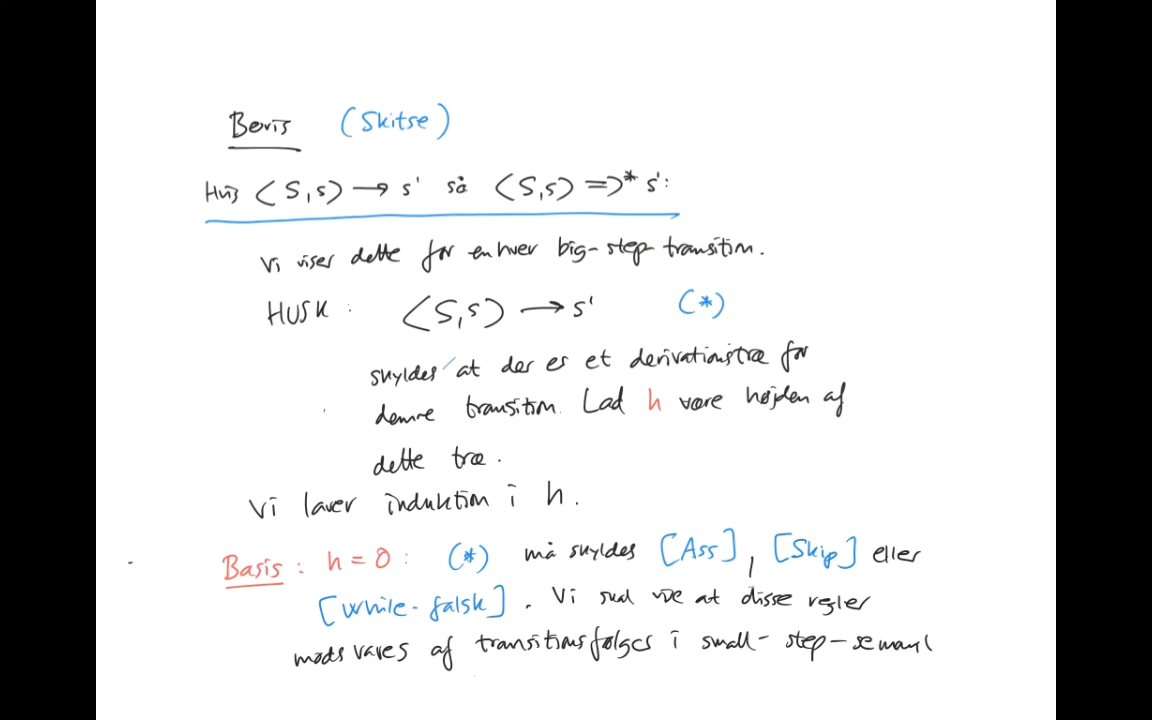 Bevis (Skitse)
Hvis ⟨S,s⟩ → s' så ⟨S,s⟩ =>* s':
Vi viser dette for enhver big-step-transition.
HUSK : ⟨S,s⟩ → s' (*)
skyldes at der er et derivationstræ for
denne transition. Lad h være højden af
dette træ.
Vi laver induktion i h.
Basis : h = 0 : (*) må skyldes [Ass], [Skip] eller
[while-falsk]. Vi skal vise at disse regler
modsvares af transitionsfølger i small-step-semant